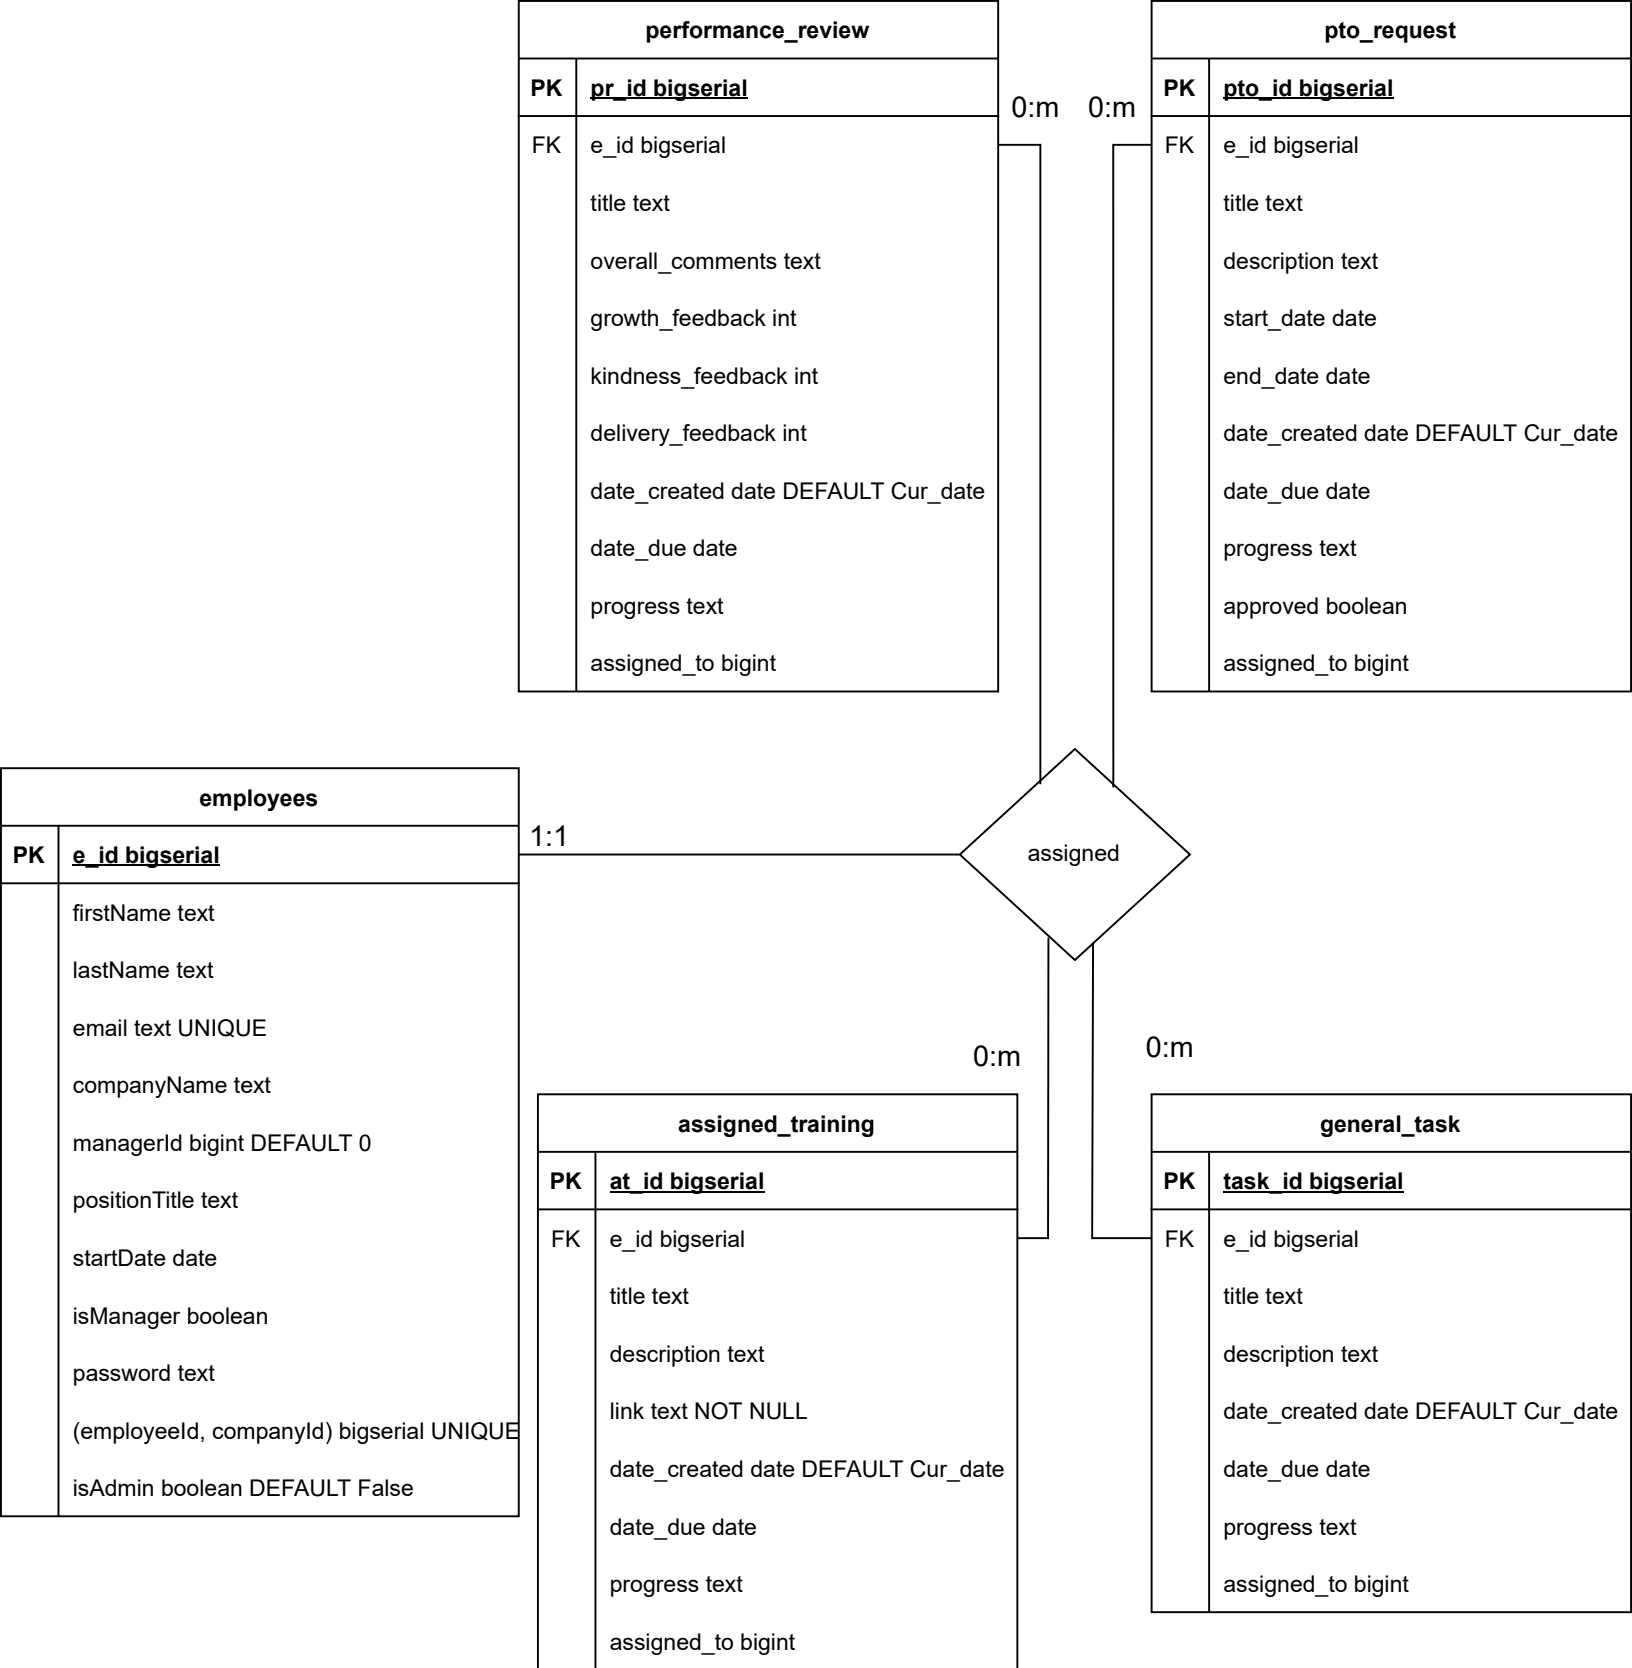 performance_review
PK pr_id bigserial
FK e_id bigserial
title text
overall_comments text
growth_feedback int
kindness_feedback int
delivery_feedback int
date_created date DEFAULT Cur_date
date_due date
progress text
assigned_to bigint
0:m
0:m
pto_request
PK pto_id bigserial
FK e_id bigserial
title text
description text
start_date date
end_date date
date_created date DEFAULT Cur_date
date_due date
progress text
approved boolean
assigned_to bigint
employees
PK e_id bigserial
firstName text
lastName text
email text UNIQUE
companyName text
managerId bigint DEFAULT 0
positionTitle text
startDate date
isManager boolean
password text
(employeeId, companyId) bigserial UNIQUE
isAdmin boolean DEFAULT False
1:1
assigned
0:m
0:m
assigned_training
PK at_id bigserial
FK e_id bigserial
title text
description text
link text NOT NULL
date_created date DEFAULT Cur_date
date_due date
progress text
assigned_to bigint
general_task
PK task_id bigserial
FK e_id bigserial
title text
description text
date_created date DEFAULT Cur_date
date_due date
progress text
assigned_to bigint